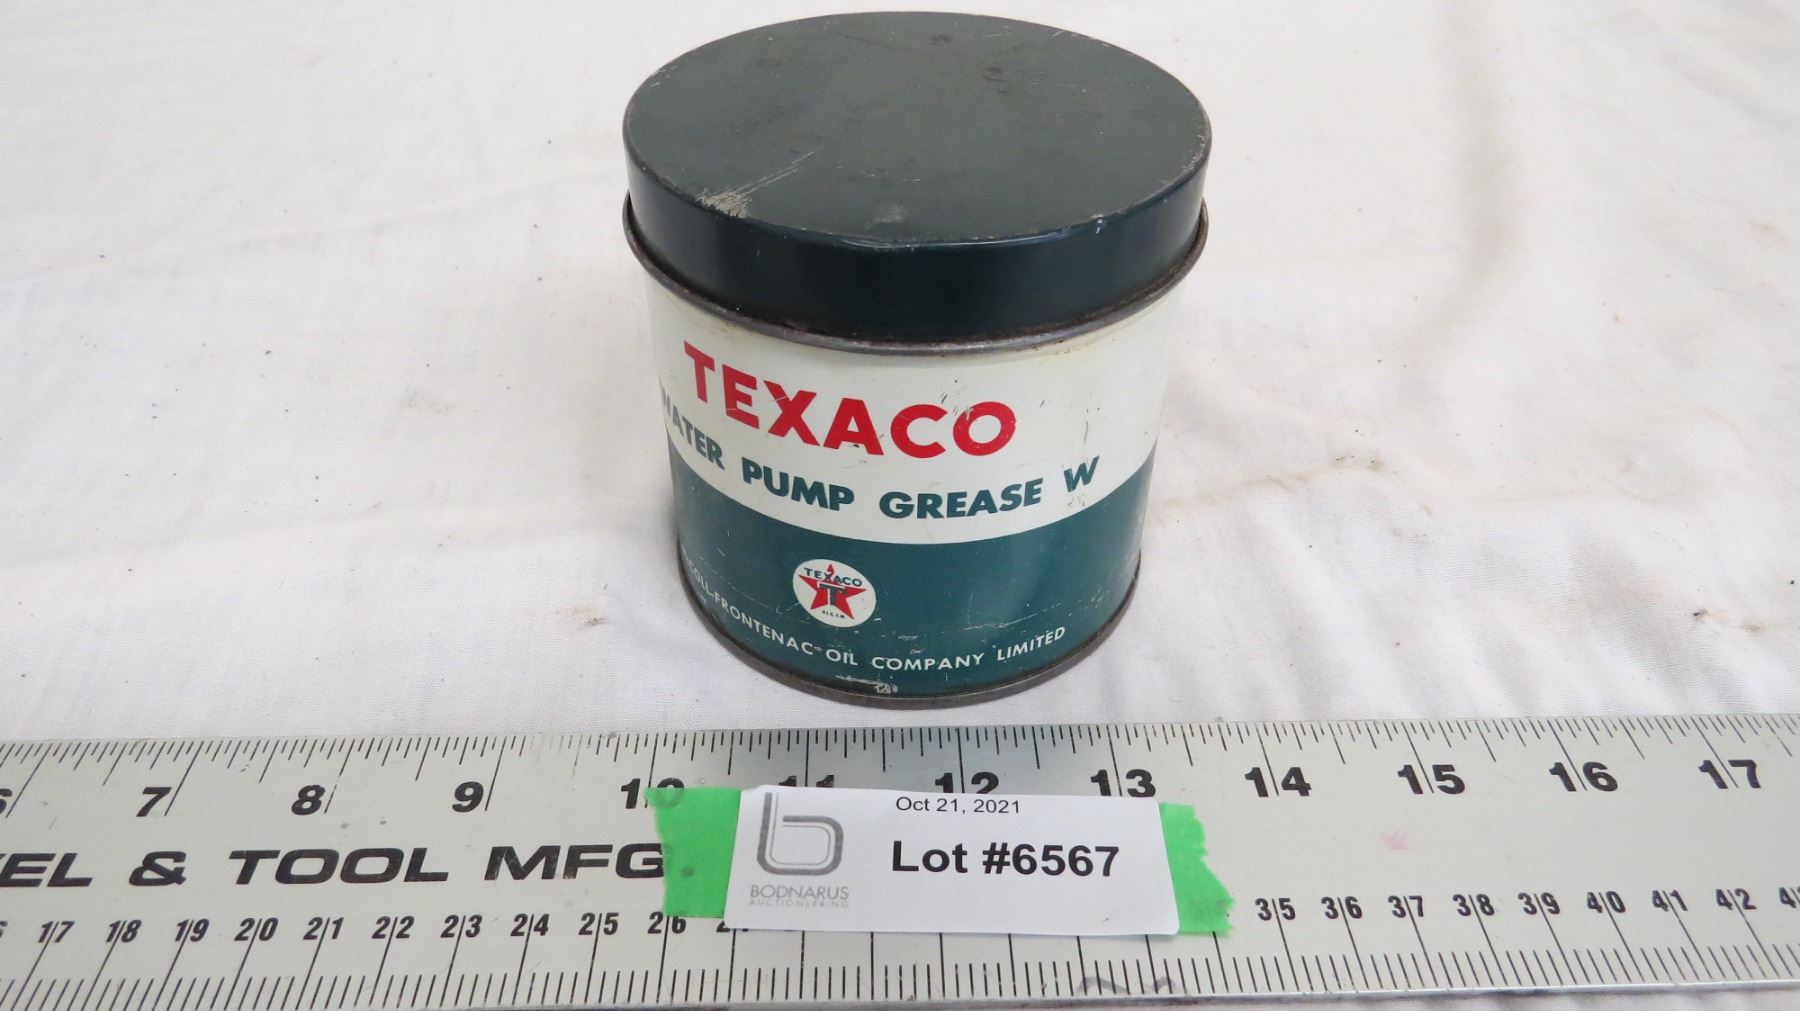 TEXACO
WATER PUMP GREASE W
TEXACO
T
COLL-FRONTENAC OIL COMPANY LIMITED
6 7 8 9 10 11 12 13 14 15 16 17
Oct 21, 2021
Lot #6567
BODNARUS
AUCTIONEERING
EL & TOOL MFG.
17 18 19 20 21 22 23 24 25 26 35 36 37 38 39 40 41 42